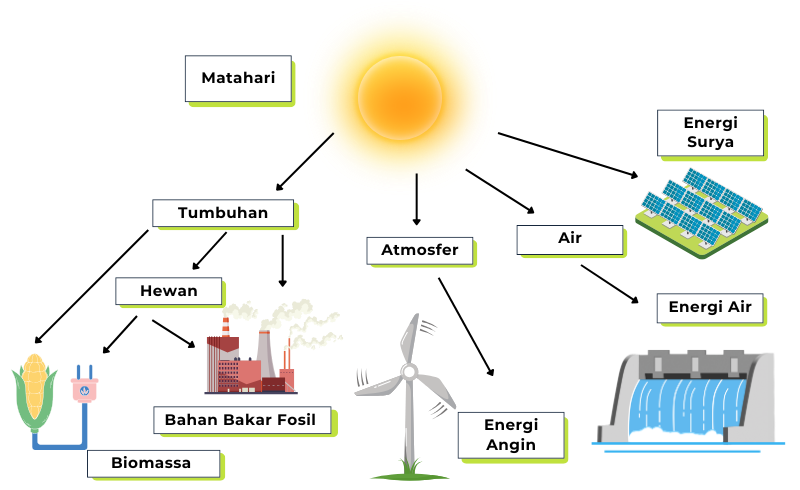 Matahari
Energi
Surya
Tumbuhan
Atmosfer
Air
Hewan
Energi Air
Bahan Bakar Fosil
Energi
Angin
Biomassa